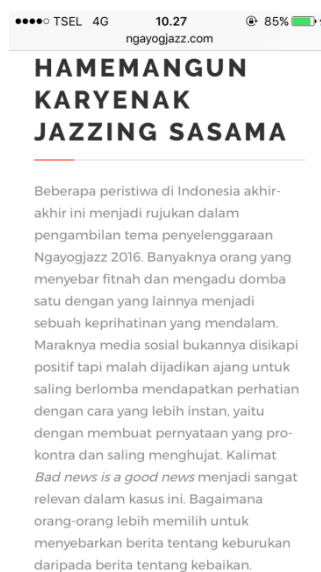 TSEL 4G 10.27 85%
ngayogjazz.com
HAMEMANGUN
KARYENAK
JAZZING SASAMA
Beberapa peristiwa di Indonesia akhir-
akhir ini menjadi rujukan dalam
pengambilan tema penyelenggaraan
Ngayogjazz 2016. Banyaknya orang yang
menyebar fitnah dan mengadu domba
satu dengan yang lainnya menjadi
sebuah keprihatinan yang mendalam.
Maraknya media sosial bukannya disikapi
positif tapi malah dijadikan ajang untuk
saling berlomba mendapatkan perhatian
dengan cara yang lebih instan, yaitu
dengan membuat pernyataan yang pro-
kontra dan saling menghujat. Kalimat
Bad news is a good news menjadi sangat
relevan dalam kasus ini. Bagaimana
orang-orang lebih memilih untuk
menyebarkan berita tentang keburukan
daripada berita tentang kebaikan.